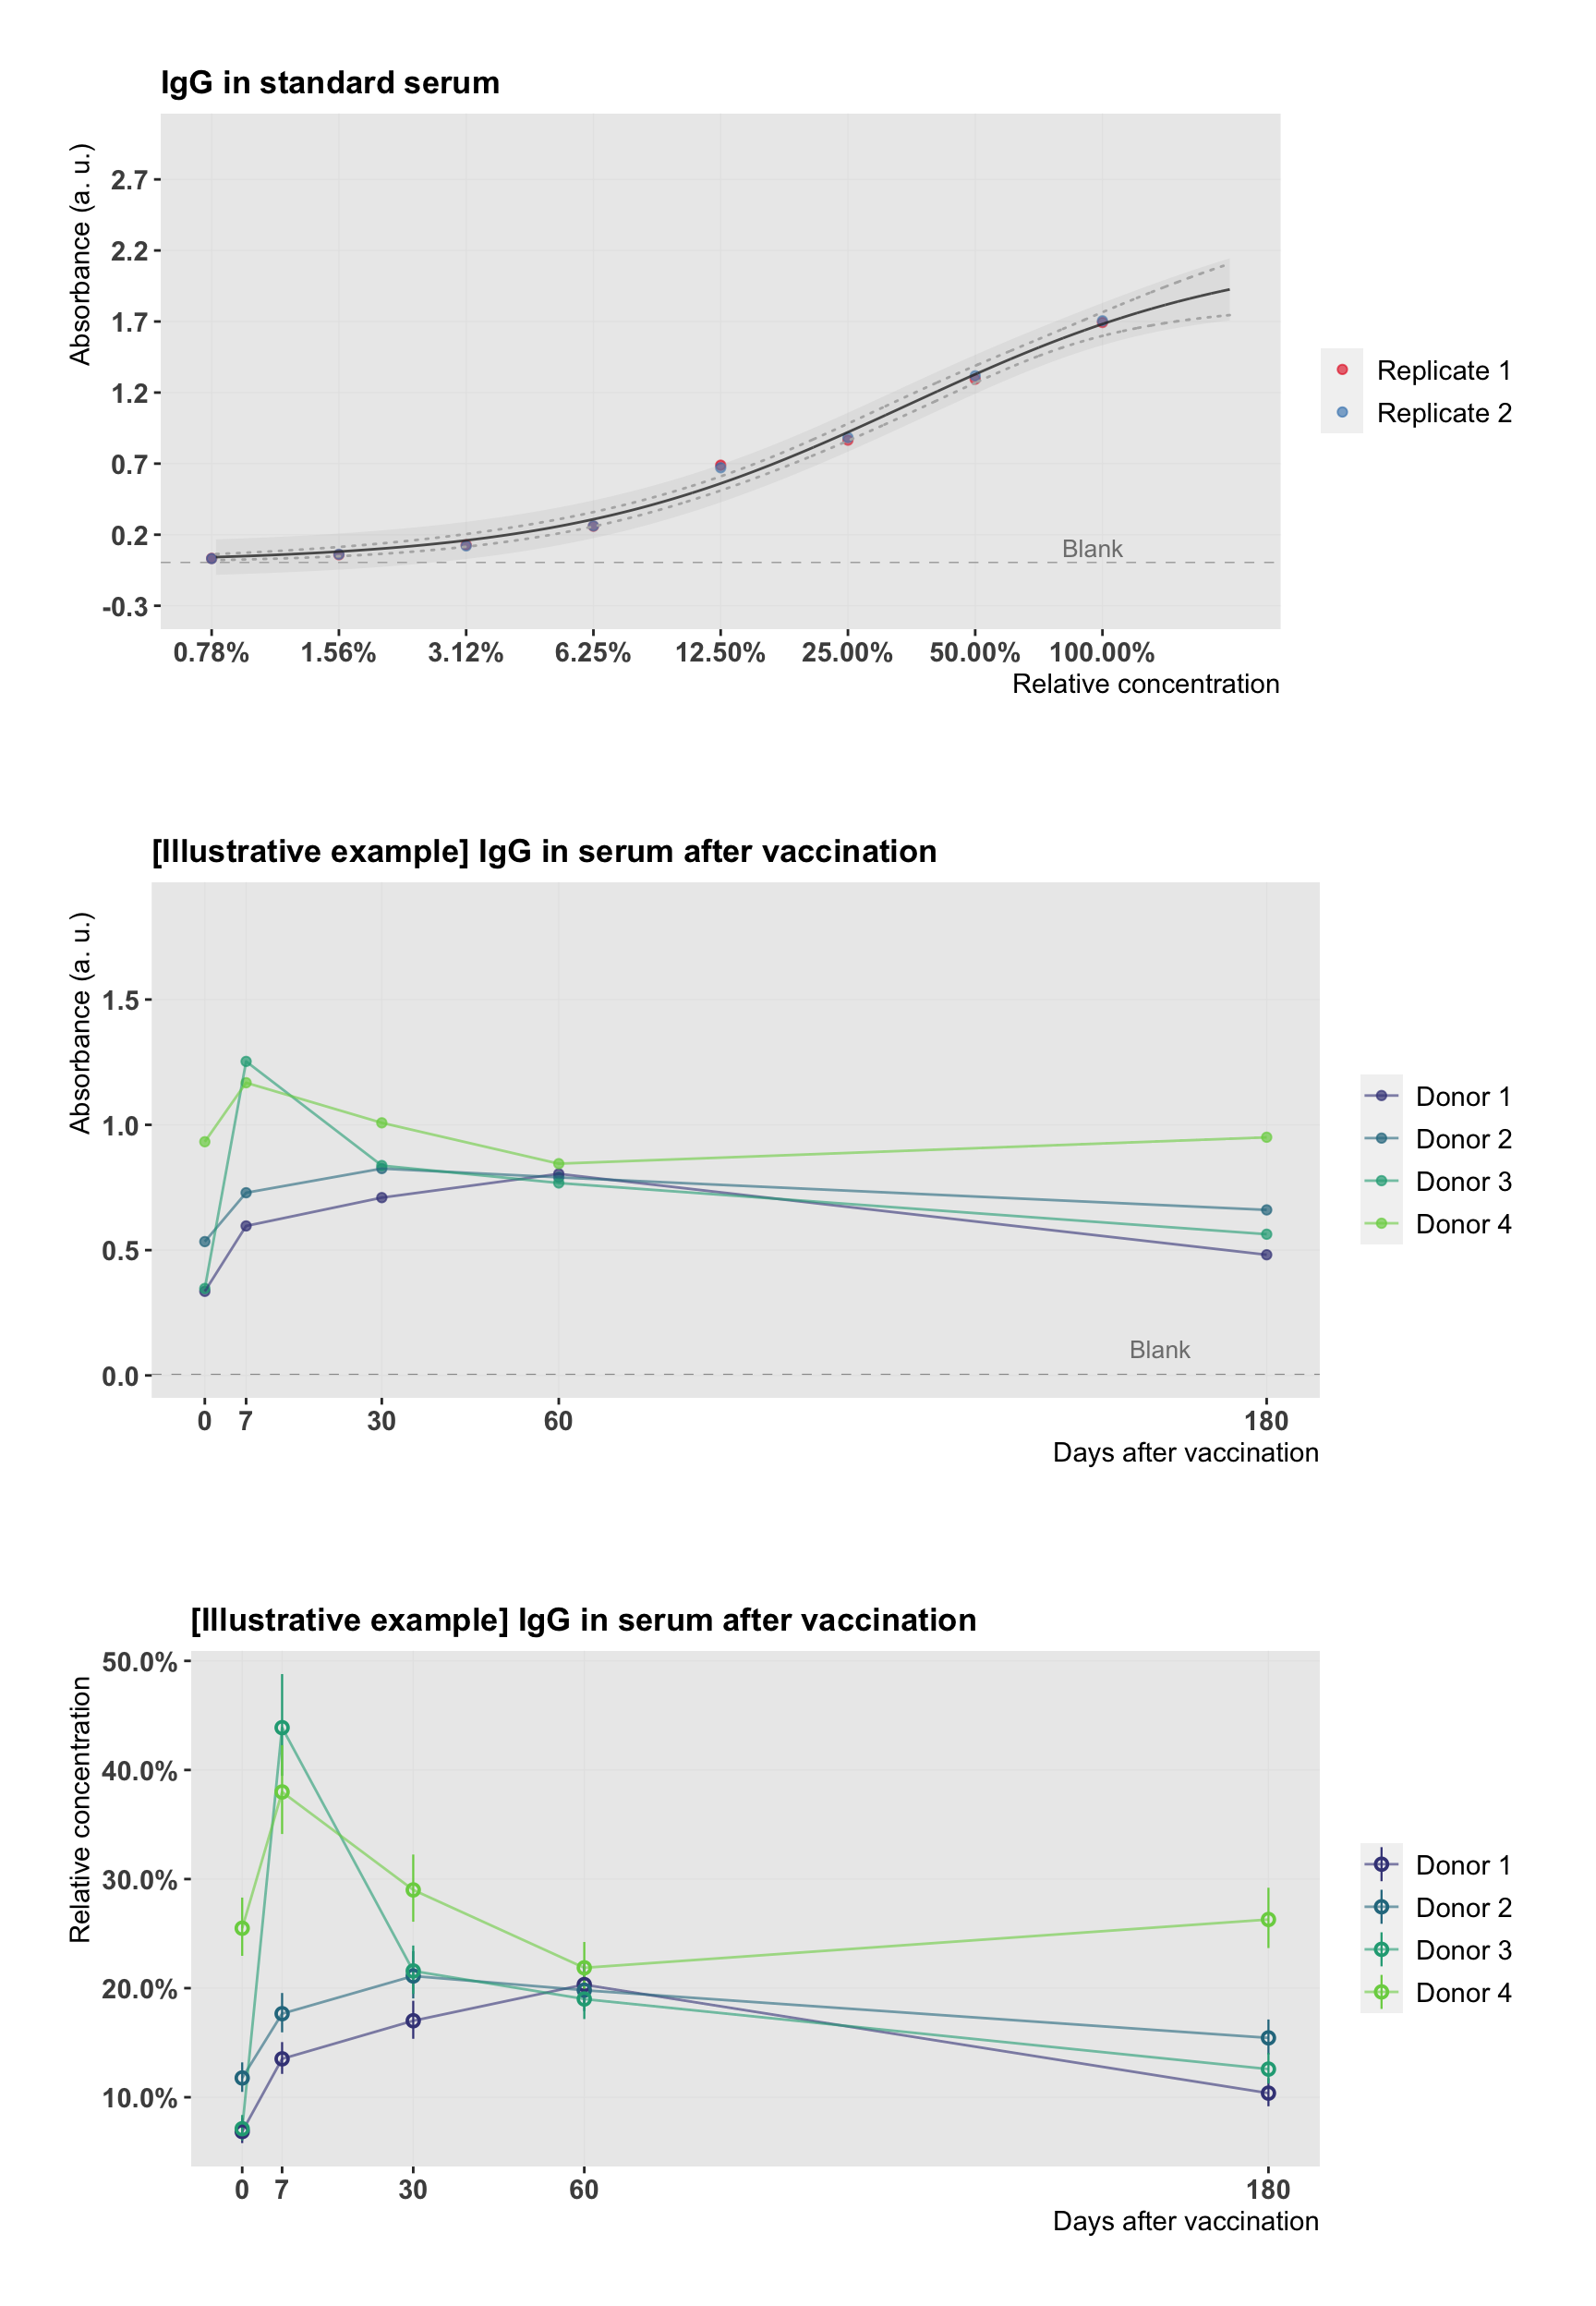 IgG in standard serum
Absorbance (a. u.)
2.7
2.2
1.7
1.2
0.7
0.2
-0.3
Blank
0.78% 1.56% 3.12% 6.25% 12.50% 25.00% 50.00% 100.00%
Relative concentration
Replicate 1
Replicate 2
[Illustrative example] IgG in serum after vaccination
Absorbance (a. u.)
1.5
1.0
0.5
0.0
Blank
0 7 30 60 180
Days after vaccination
Donor 1
Donor 2
Donor 3
Donor 4
[Illustrative example] IgG in serum after vaccination
Relative concentration
50.0%
40.0%
30.0%
20.0%
10.0%
0 7 30 60 180
Days after vaccination
Donor 1
Donor 2
Donor 3
Donor 4